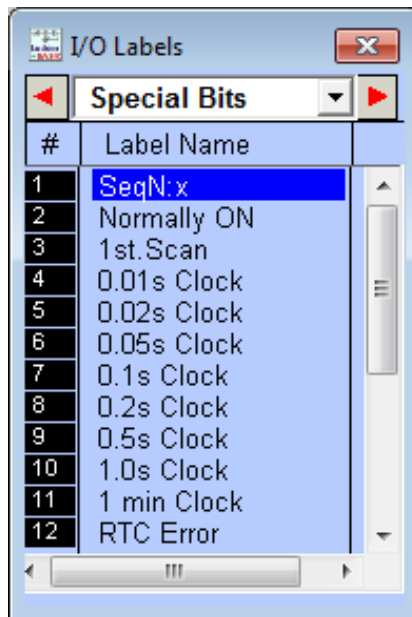 I/O Labels
Special Bits
# Label Name
1 SeqN:x
2 Normally ON
3 1st.Scan
4 0.01s Clock
5 0.02s Clock
6 0.05s Clock
7 0.1s Clock
8 0.2s Clock
9 0.5s Clock
10 1.0s Clock
11 1 min Clock
12 RTC Error